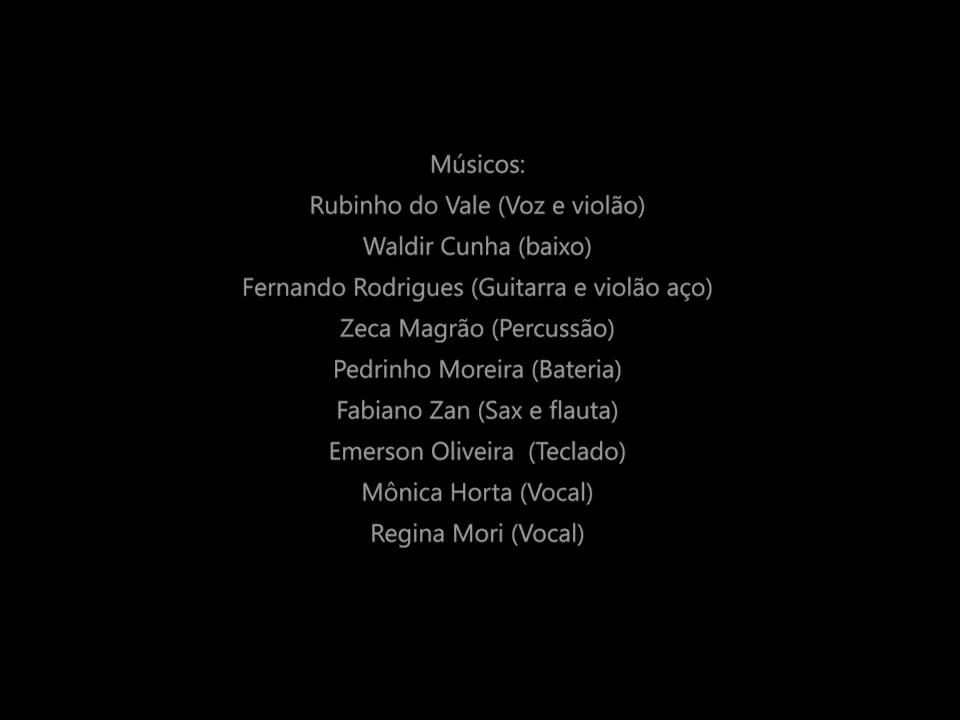 Músicos:
Rubinho do Vale (Voz e violão)
Waldir Cunha (baixo)
Fernando Rodrigues (Guitarra e violão aço)
Zeca Magrão (Percussão)
Pedrinho Moreira (Bateria)
Fabiano Zan (Sax e flauta)
Emerson Oliveira  (Teclado)
Mônica Horta (Vocal)
Regina Mori (Vocal)